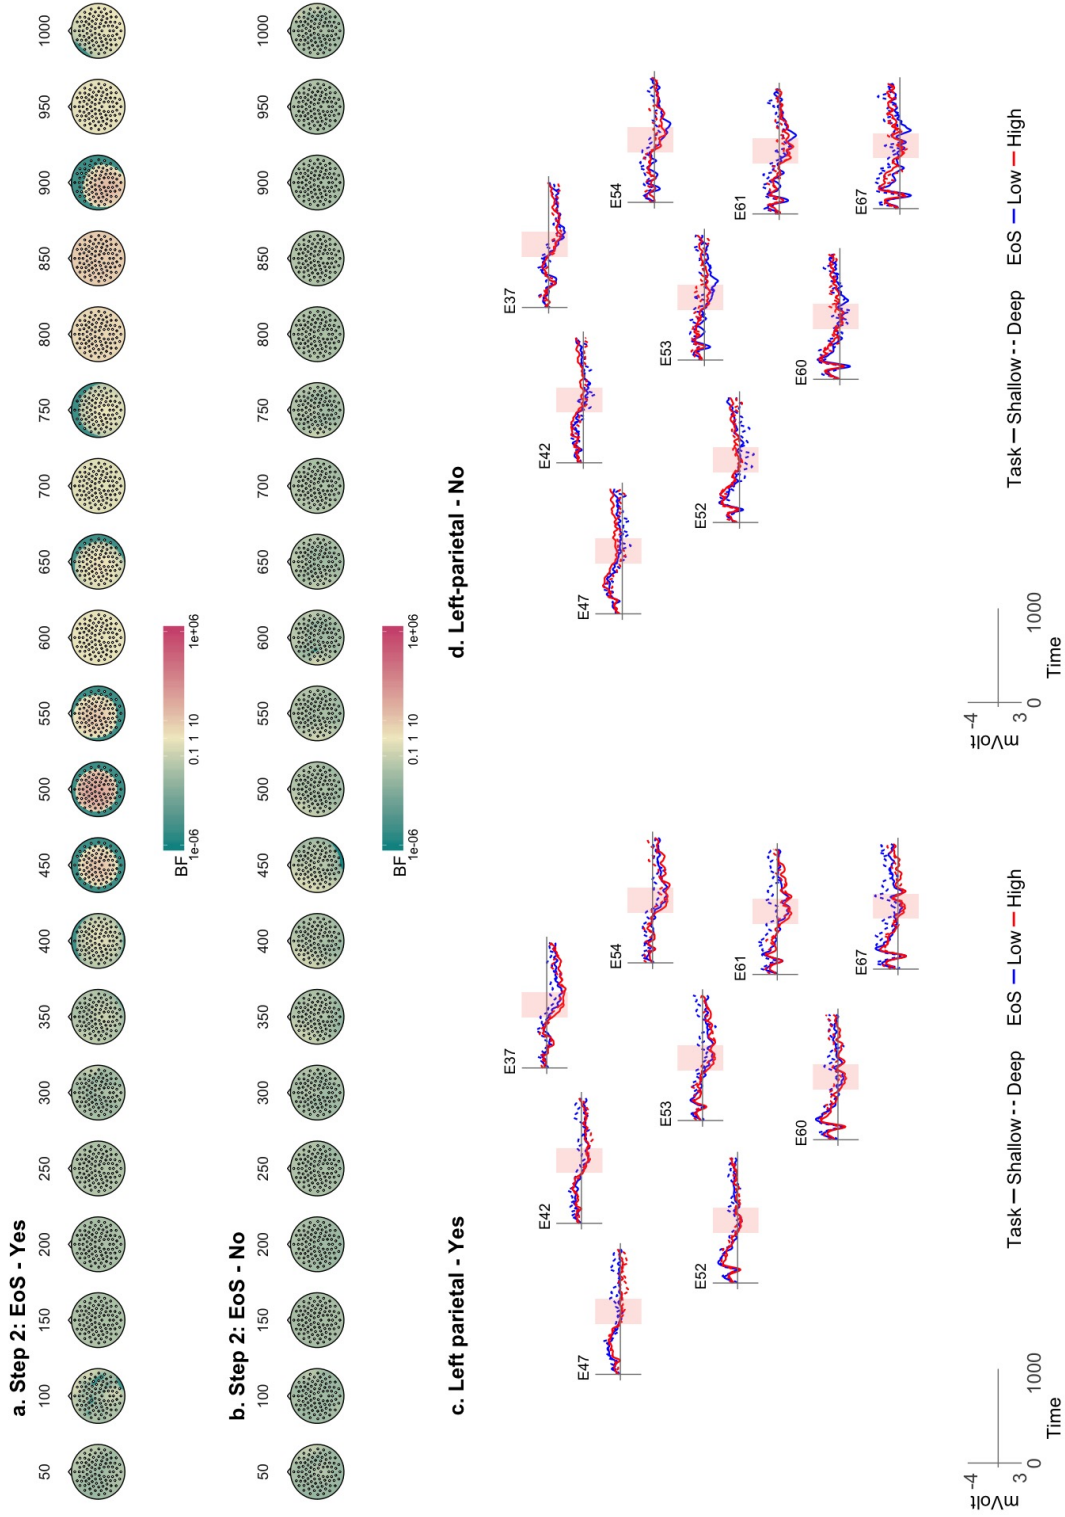 a. Step 2: EoS - Yes
50 100 150 200 250 300 350 400 450 500 550 600 650 700 750 800 850 900 950 1000
BF
1e-06 0.1 1 10 1e+06
b. Step 2: EoS - No
50 100 150 200 250 300 350 400 450 500 550 600 650 700 750 800 850 900 950 1000
BF
1e-06 0.1 1 10 1e+06
c. Left parietal - Yes
E37
E42
E54
E47
E53
E61
E52
E60
E67
-4
mVolt
3
0 1000
Time
Task Shallow Deep EoS Low High
d. Left-parietal - No
E37
E42
E54
E47
E53
E61
E52
E60
E67
-4
mVolt
3
0 1000
Time
Task Shallow Deep EoS Low High